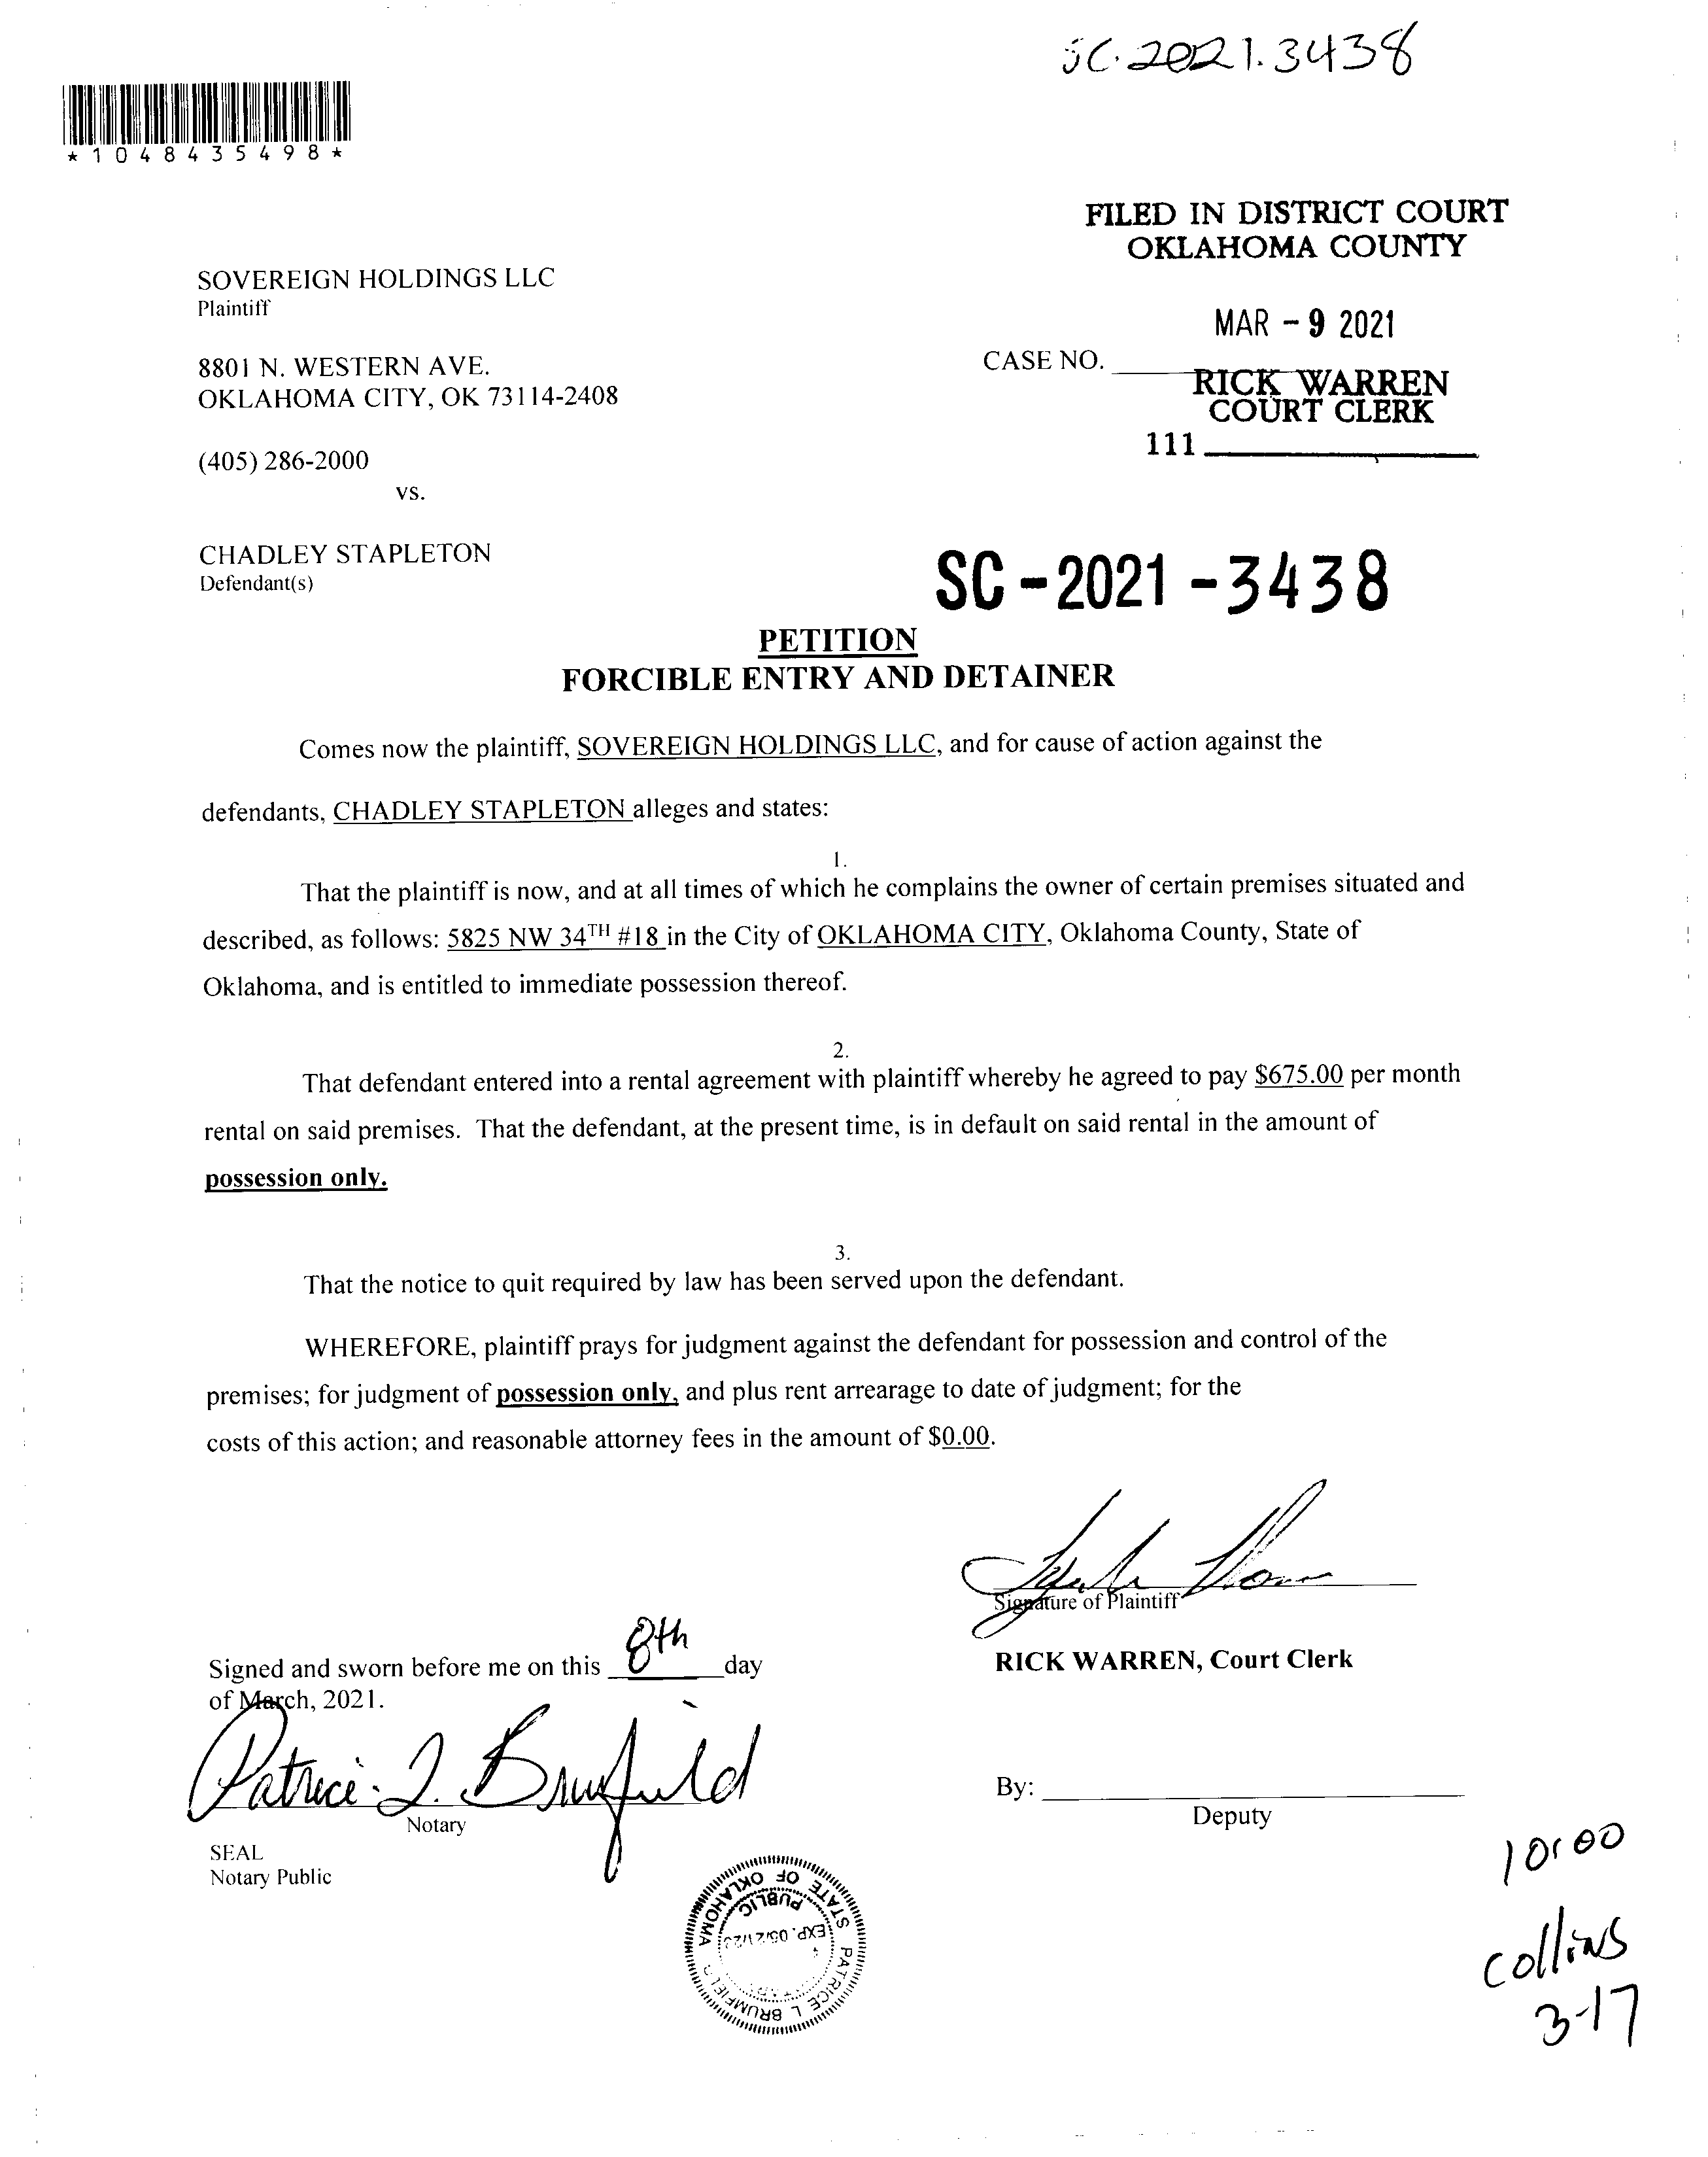 SC.2021.3438
*1048435498*
FILED IN DISTRICT COURT
OKLAHOMA COUNTY
MAR - 9 2021
RICK WARREN
COURT CLERK
111
SOVEREIGN HOLDINGS LLC
Plaintiff
8801 N. WESTERN AVE.
OKLAHOMA CITY, OK 73114-2408
(405) 286-2000
vs.
CASE NO.
CHADLEY STAPLETON
Defendant(s)
SC-2021-3438
PETITION
FORCIBLE ENTRY AND DETAINER
Comes now the plaintiff, SOVEREIGN HOLDINGS LLC, and for cause of action against the
defendants, CHADLEY STAPLETON alleges and states:
1.
That the plaintiff is now, and at all times of which he complains the owner of certain premises situated and
described, as follows: 5825 NW 34TH #18 in the City of OKLAHOMA CITY, Oklahoma County, State of
Oklahoma, and is entitled to immediate possession thereof.
2.
That defendant entered into a rental agreement with plaintiff whereby he agreed to pay $675.00 per month
rental on said premises. That the defendant, at the present time, is in default on said rental in the amount of
possession only.
3.
That the notice to quit required by law has been served upon the defendant.
WHEREFORE, plaintiff prays for judgment against the defendant for possession and control of the
premises; for judgment of possession only, and plus rent arrearage to date of judgment; for the
costs of this action; and reasonable attorney fees in the amount of $0.00.
Signature of Plaintiff
Signed and sworn before me on this 8th day
of March, 2021.
RICK WARREN, Court Clerk
Patrice L. Brumfield
Notary
SEAL
Notary Public
By:
Deputy
STATE OF OKLAHOMA
PUBLIC
PATRICE L BRUMFIEL
10:00
collins
3-17